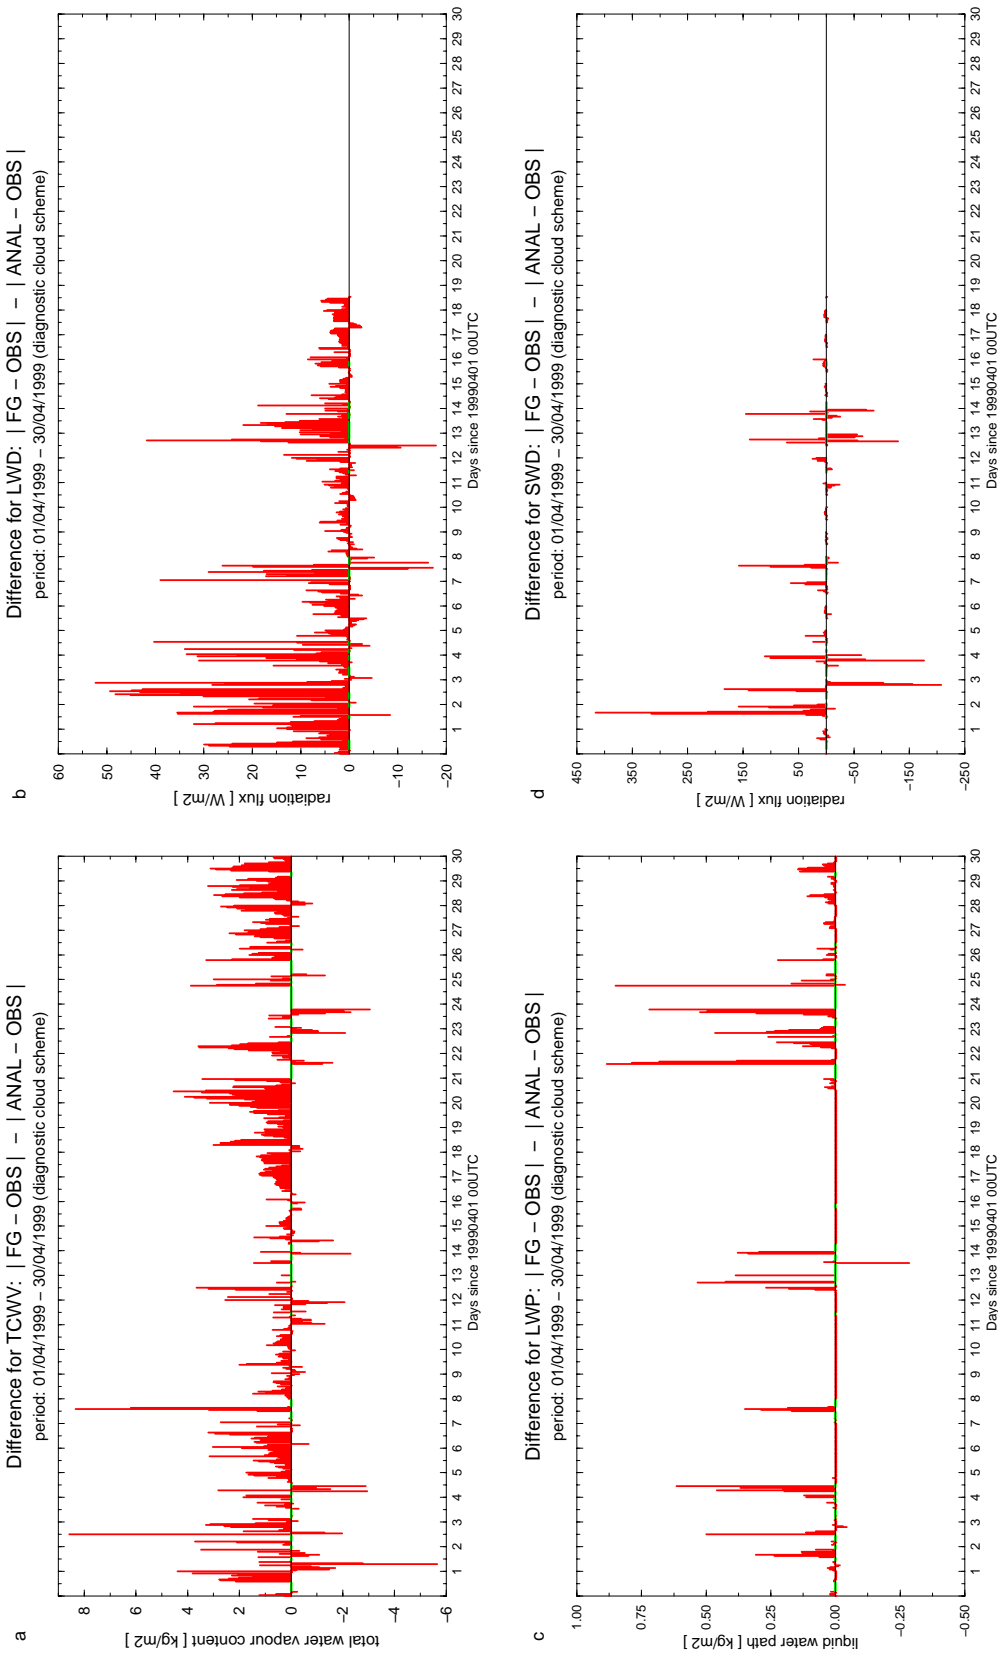 a
Difference for TCWV: | FG − OBS | − | ANAL − OBS |
period: 01/04/1999 − 30/04/1999 (diagnostic cloud scheme)
total water vapour content [ kg/m2 ]
8
6
4
2
0
−2
−4
−6
1 2 3 4 5 6 7 8 9 10 11 12 13 14 15 16 17 18 19 20 21 22 23 24 25 26 27 28 29 30
Days since 19990401 00UTC
b
Difference for LWD: | FG − OBS | − | ANAL − OBS |
period: 01/04/1999 − 30/04/1999 (diagnostic cloud scheme)
radiation flux [ W/m2 ]
60
50
40
30
20
10
0
−10
−20
1 2 3 4 5 6 7 8 9 10 11 12 13 14 15 16 17 18 19 20 21 22 23 24 25 26 27 28 29 30
Days since 19990401 00UTC
c
Difference for LWP: | FG − OBS | − | ANAL − OBS |
period: 01/04/1999 − 30/04/1999 (diagnostic cloud scheme)
liquid water path [ kg/m2 ]
1.00
0.75
0.50
0.25
0.00
−0.25
−0.50
1 2 3 4 5 6 7 8 9 10 11 12 13 14 15 16 17 18 19 20 21 22 23 24 25 26 27 28 29 30
Days since 19990401 00UTC
d
Difference for SWD: | FG − OBS | − | ANAL − OBS |
period: 01/04/1999 − 30/04/1999 (diagnostic cloud scheme)
radiation flux [ W/m2 ]
450
350
250
150
50
−50
−150
−250
1 2 3 4 5 6 7 8 9 10 11 12 13 14 15 16 17 18 19 20 21 22 23 24 25 26 27 28 29 30
Days since 19990401 00UTC